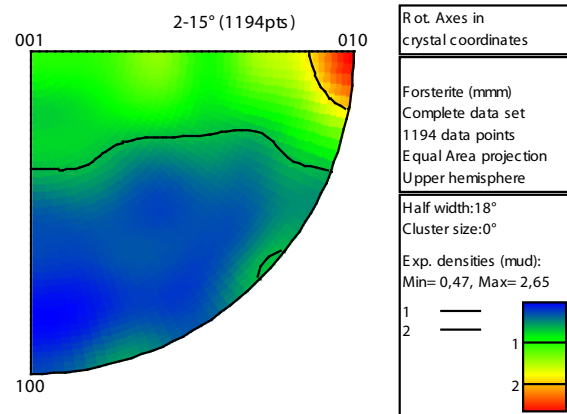 2-15° (1194pts)
001
010
100
Rot. Axes in
crystal coordinates
Forsterite (mmm)
Complete data set
1194 data points
Equal Area projection
Upper hemisphere
Half width:18°
Cluster size:0°
Exp. densities (mud):
Min= 0,47, Max= 2,65
1
2
1
2